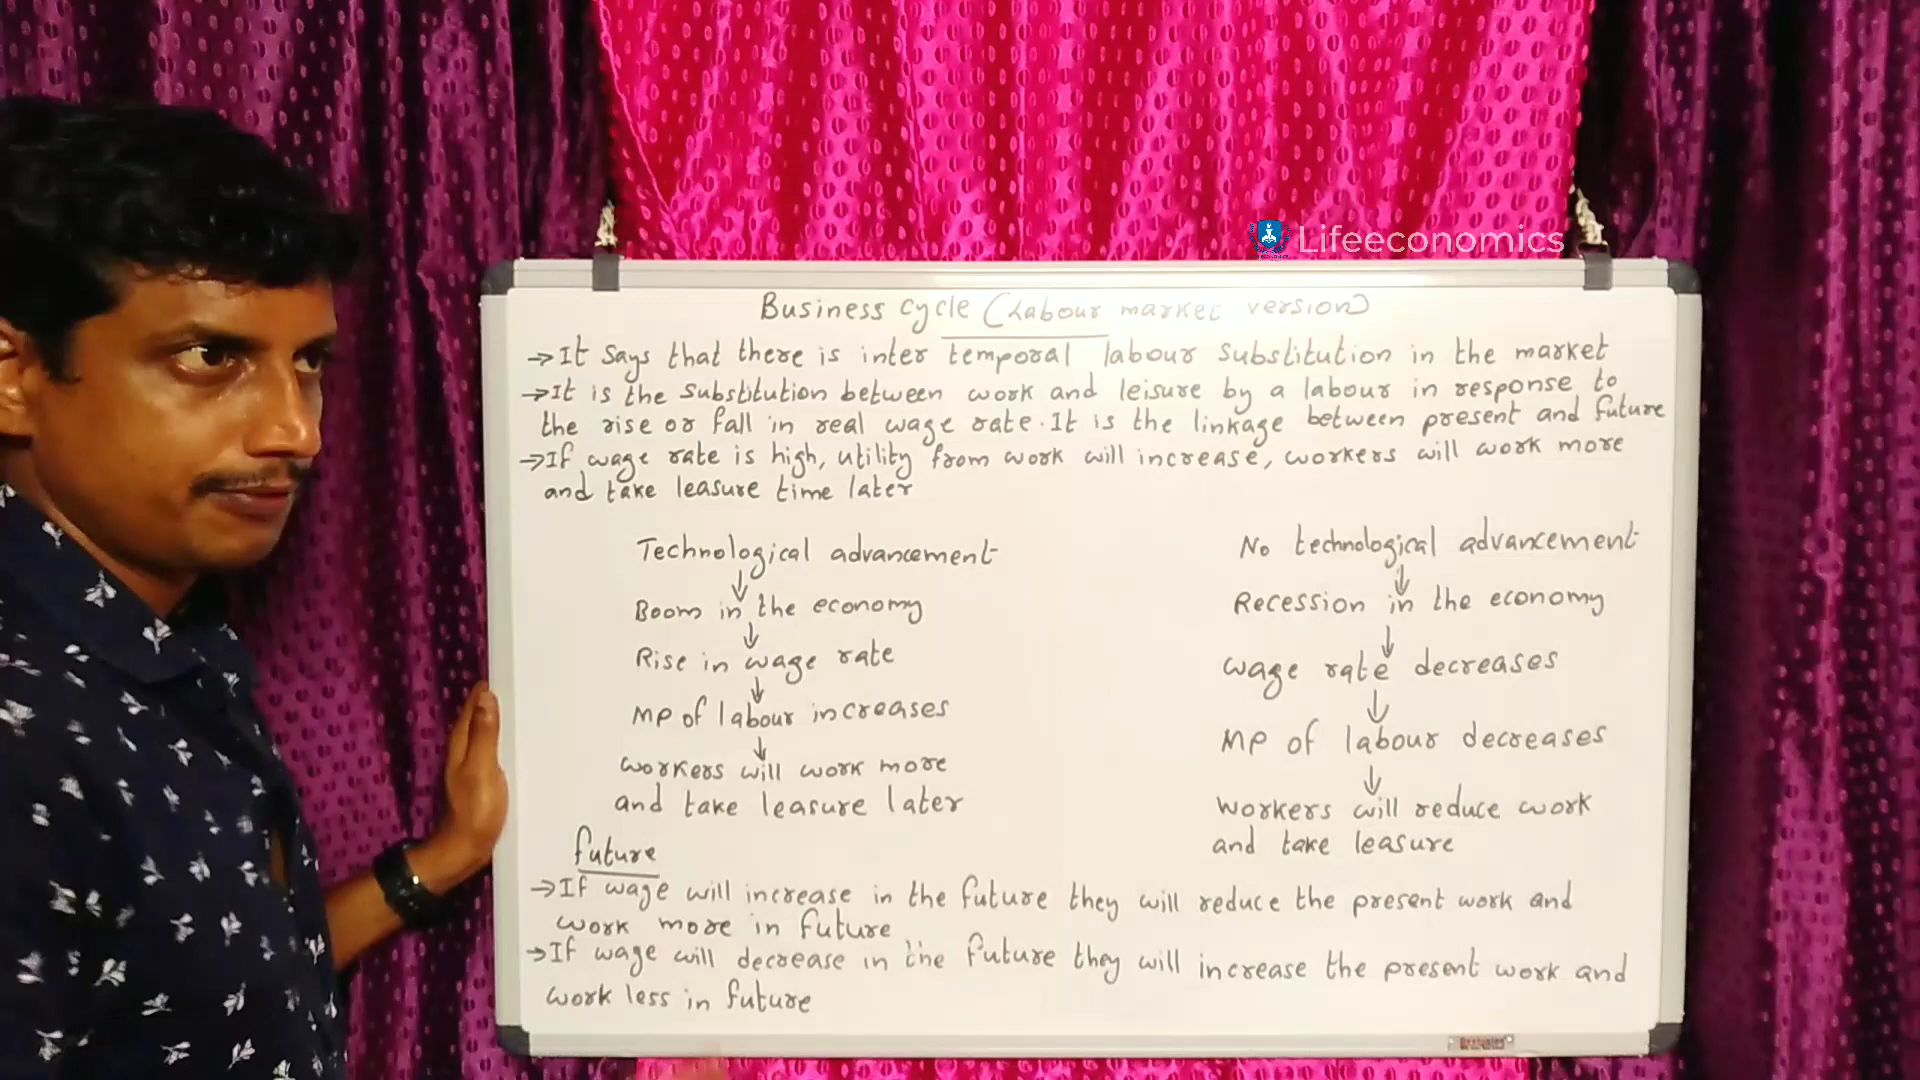 Lifeeconomics
Business cycle (Labour market version)
→It says that there is inter temporal labour substitution in the market
→It is the substitution between work and leisure by a labour in response to
the rise or fall in real wage rate. It is the linkage between present and future
→If wage rate is high, utility from work will increase, workers will work more
and take leasure time later
Technological advancement
↓
Boom in the economy
↓
Rise in wage rate
↓
MP of labour increases
↓
workers will work more
and take leasure later
No technological advancement
↓
Recession in the economy
↓
wage rate decreases
↓
MP of labour decreases
↓
workers will reduce work
and take leasure
future
→If wage will increase in the future they will reduce the present work and
work more in future
→If wage will decrease in the future they will increase the present work and
work less in future